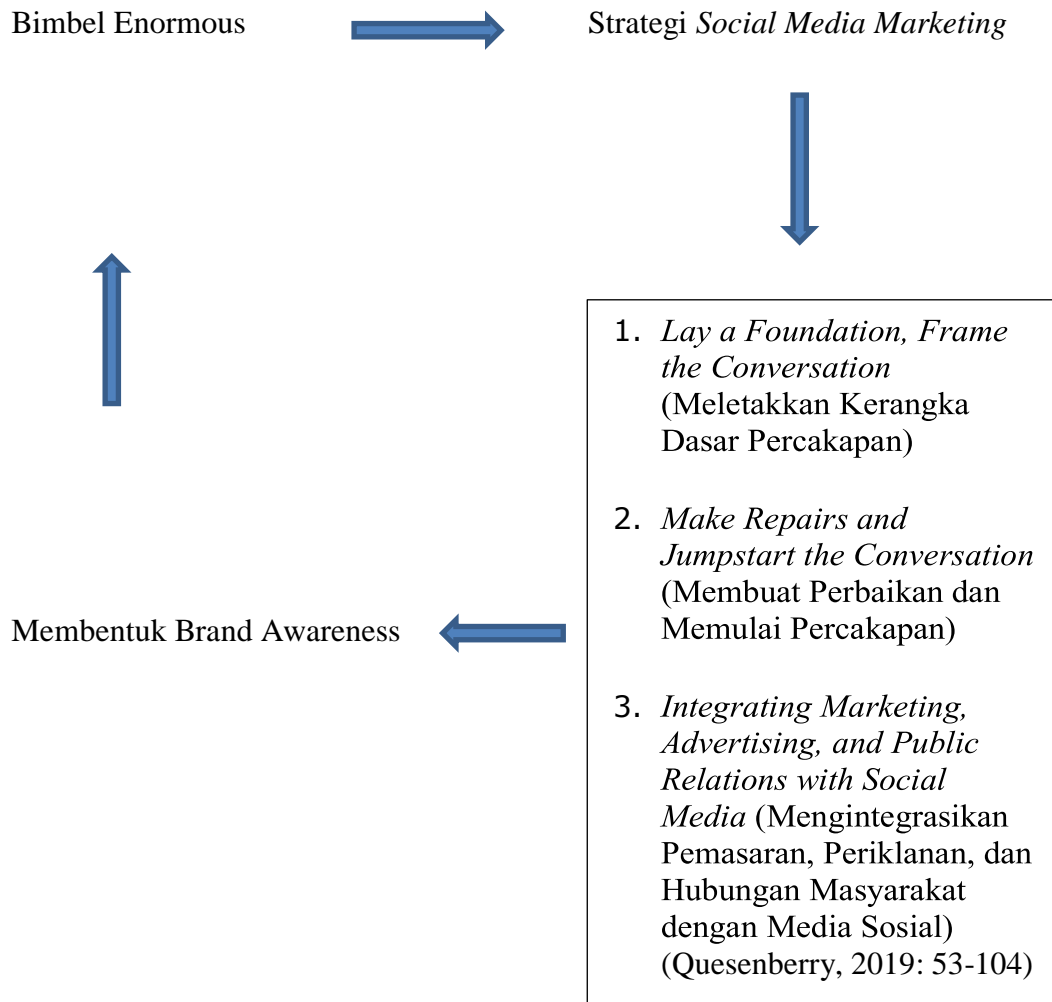 Bimbel Enormous
Strategi Social Media Marketing
1. Lay a Foundation, Frame
the Conversation
(Meletakkan Kerangka
Dasar Percakapan)
2. Make Repairs and
Jumpstart the Conversation
(Membuat Perbaikan dan
Memulai Percakapan)
Membentuk Brand Awareness
3. Integrating Marketing,
Advertising, and Public
Relations with Social
Media (Mengintegrasikan
Pemasaran, Periklanan, dan
Hubungan Masyarakat
dengan Media Sosial)
(Quesenberry, 2019: 53-104)